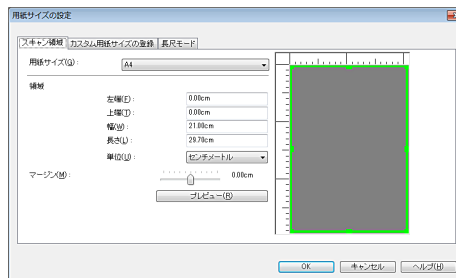 用紙サイズの設定
スキャン領域 カスタム用紙サイズの登録 長尺モード
用紙サイズ(Q): A4
領域
左端(F): 0.00cm
上端(T): 0.00cm
幅(W): 21.00cm
長さ(L): 29.70cm
単位(U): センチメートル
マージン(M): 0.00cm
プレビュー(R)
OK キャンセル ヘルプ(H)